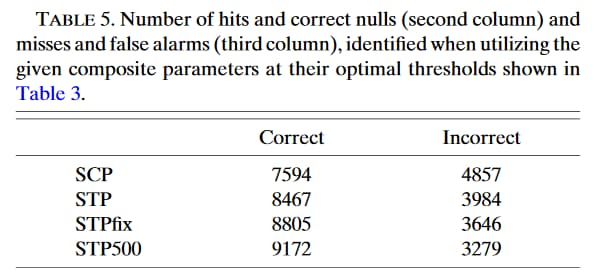 TABLE 5. Number of hits and correct nulls (second column) and
misses and false alarms (third column), identified when utilizing the
given composite parameters at their optimal thresholds shown in
Table 3.
Correct Incorrect
SCP 7594 4857
STP 8467 3984
STPfix 8805 3646
STP500 9172 3279